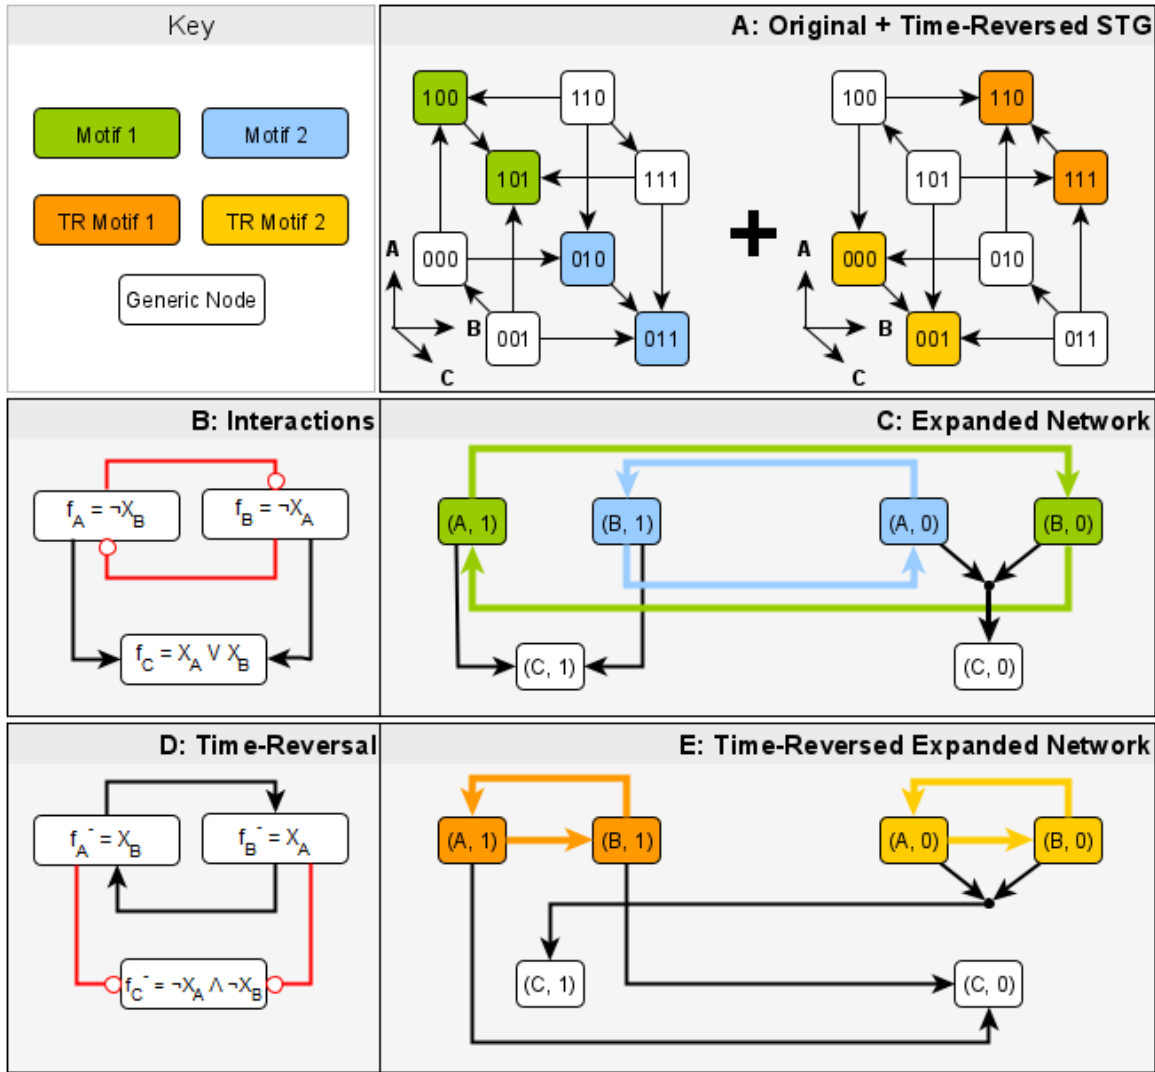 Key
Motif 1
Motif 2
TR Motif 1
TR Motif 2
Generic Node
A: Original + Time-Reversed STG
100
110
101
111
000
010
001
011
A
B
C
+
100
110
101
111
000
010
001
011
A
B
C
B: Interactions
f_A = ¬X_B
f_B = ¬X_A
f_C = X_A V X_B
C: Expanded Network
(A, 1)
(B, 1)
(A, 0)
(B, 0)
(C, 1)
(C, 0)
D: Time-Reversal
f_A^- = X_B
f_B^- = X_A
f_C^- = ¬X_A Λ ¬X_B
E: Time-Reversed Expanded Network
(A, 1)
(B, 1)
(A, 0)
(B, 0)
(C, 1)
(C, 0)